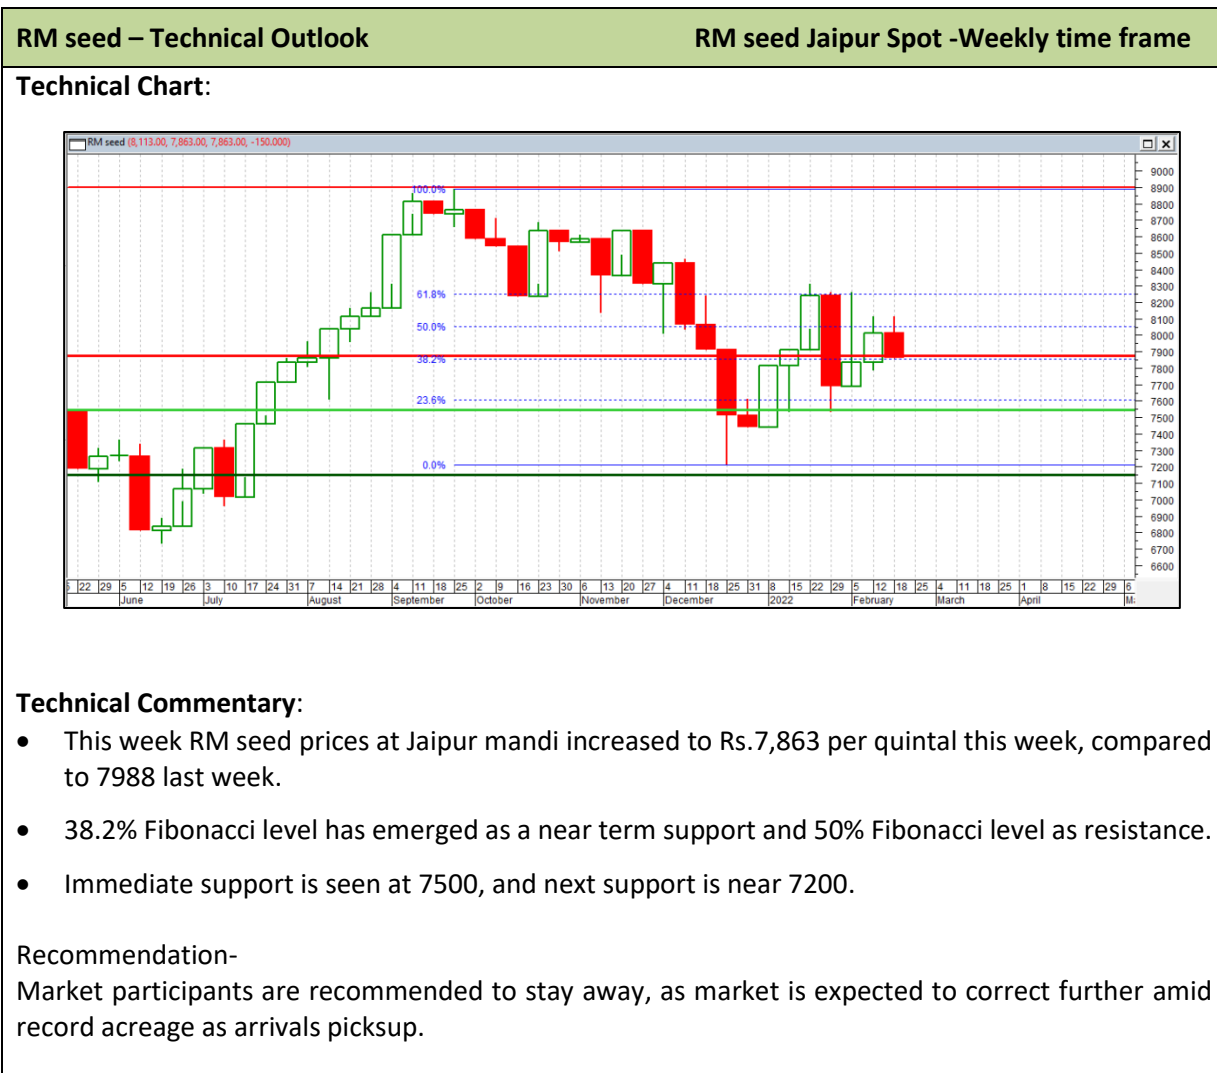 RM seed – Technical Outlook RM seed Jaipur Spot -Weekly time frame
Technical Chart:
RM seed (8,113.00, 7,863.00, 7,863.00, -150.000)
100.0%
61.8%
50.0%
38.2%
23.6%
0.0%
9000
8900
8800
8700
8600
8500
8400
8300
8200
8100
8000
7900
7800
7700
7600
7500
7400
7300
7200
7100
7000
6900
6800
6700
6600
22 29 5 12 19 26 3 10 17 24 31 7 14 21 28 4 11 18 25 2 9 16 23 30 6 13 20 27 4 11 18 25 31 8 15 22 29 5 12 18 25 4 11 18 25 1 8 15 22 29 6
June July August September October November December 2022 February March April
Technical Commentary:
• This week RM seed prices at Jaipur mandi increased to Rs.7,863 per quintal this week, compared
to 7988 last week.
• 38.2% Fibonacci level has emerged as a near term support and 50% Fibonacci level as resistance.
• Immediate support is seen at 7500, and next support is near 7200.
Recommendation-
Market participants are recommended to stay away, as market is expected to correct further amid
record acreage as arrivals picksup.